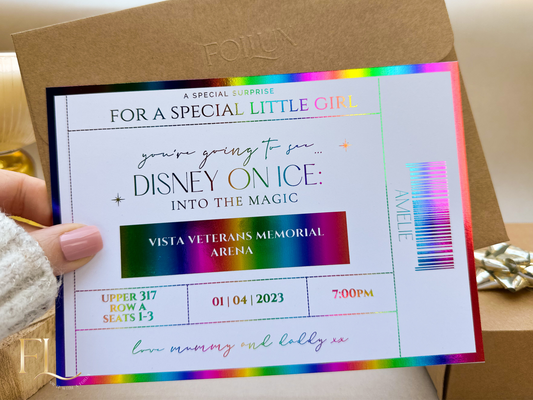 FOILUX
A SPECIAL SURPRISE
FOR A SPECIAL LITTLE GIRL
you're going to see...
DISNEY ON ICE:
INTO THE MAGIC
VISTA VETERANS MEMORIAL
ARENA
AMELIE
UPPER 317
ROW A
SEATS 1-3
01 | 04 | 2023
7:00PM
love mummy and daddy xx
FL